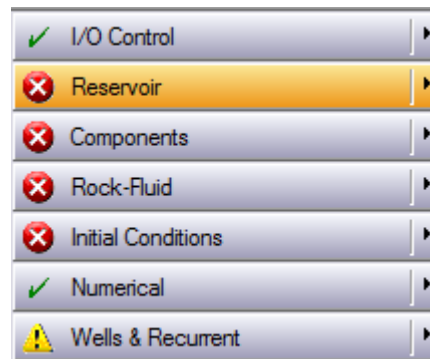 I/O Control
Reservoir
Components
Rock-Fluid
Initial Conditions
Numerical
Wells & Recurrent